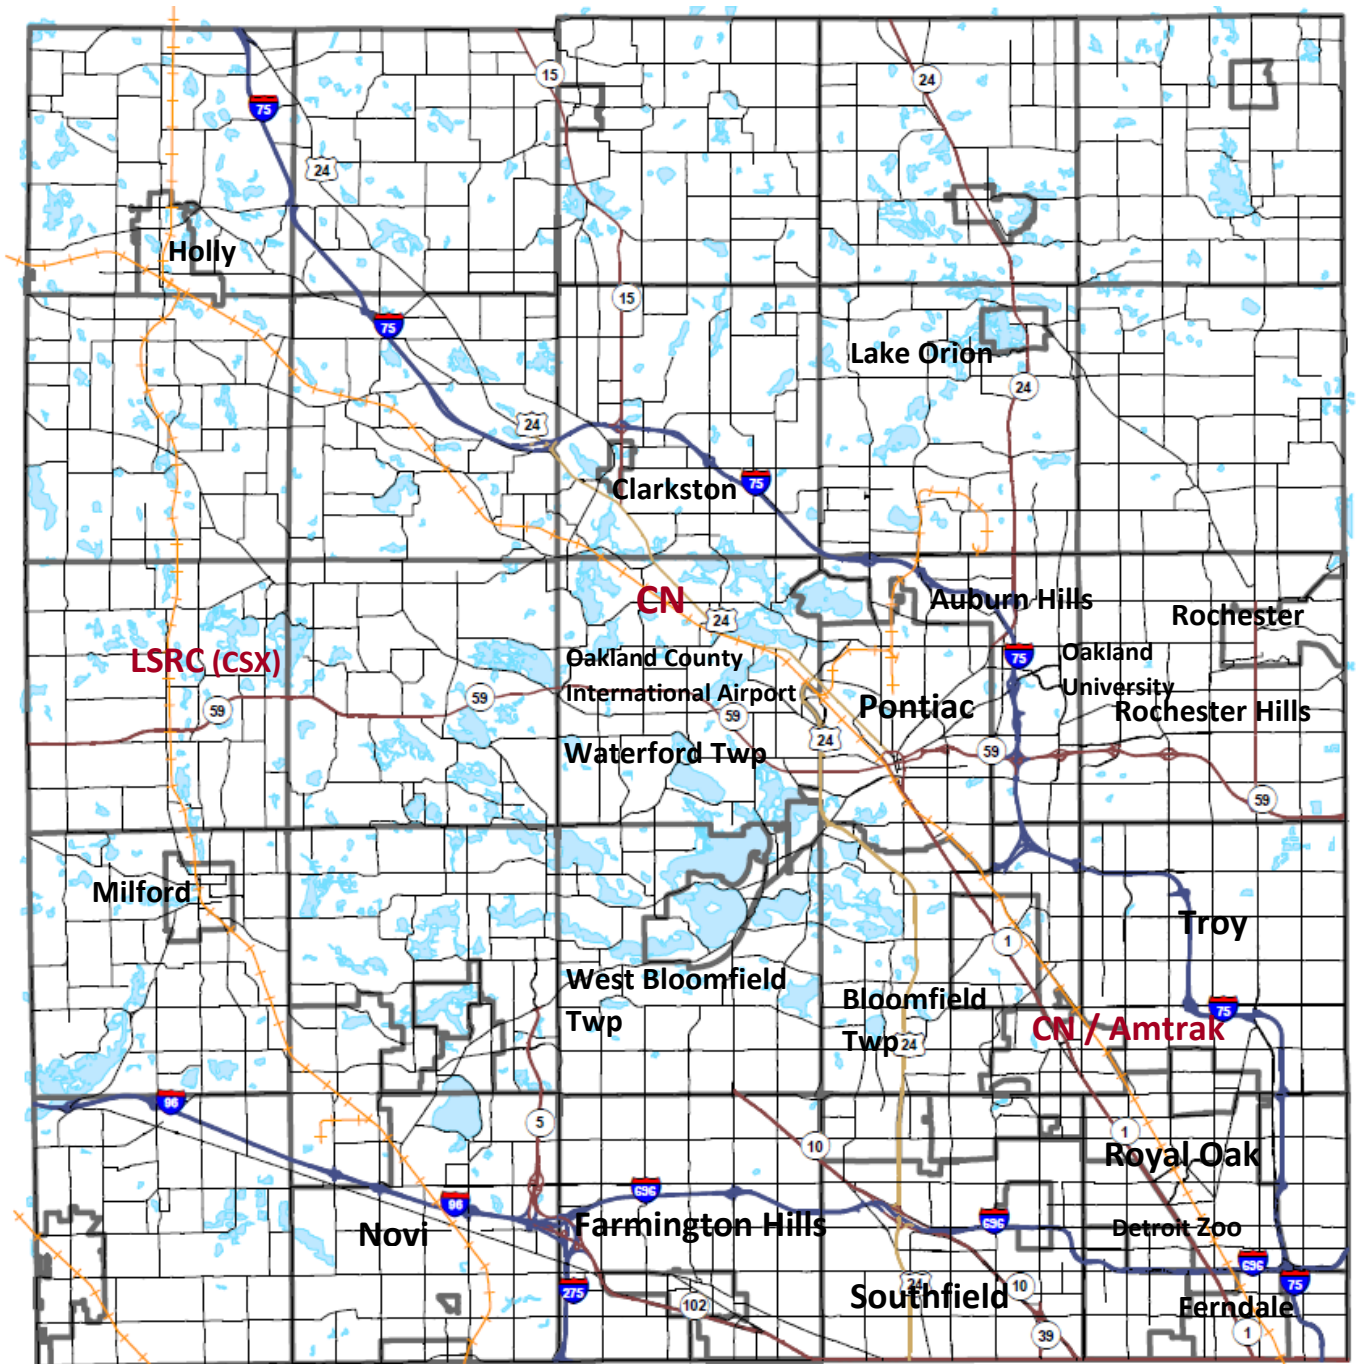 15
24
75
24
Holly
15
75
Lake Orion
24
24
Clarkston
75
CN
Auburn Hills
Rochester
24
LSRC (CSX)
Oakland County
International Airport
75
Oakland
University
59
59
59
Pontiac
Rochester Hills
24
Waterford Twp
59
59
Milford
Troy
1
West Bloomfield
Twp
Bloomfield
Twp
24
75
CN / Amtrak
96
5
10
1
Royal Oak
696
96
Novi
Farmington Hills
696
Detroit Zoo
696
75
275
24
Southfield
10
102
Ferndale
39
1